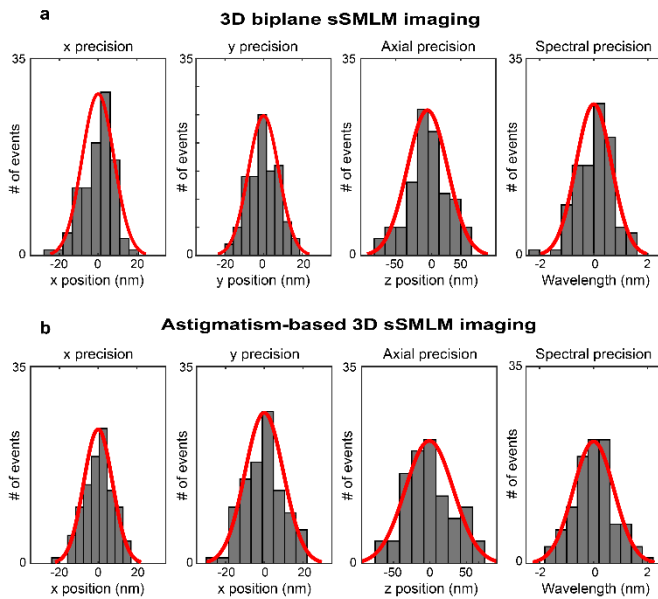 a
3D biplane sSMLM imaging
x precision
y precision
Axial precision
Spectral precision
35
35
35
35
# of events
# of events
# of events
# of events
0
0
0
0
-20 0 20
-20 0 20
-50 0 50
-2 0 2
x position (nm)
y position (nm)
z position (nm)
Wavelength (nm)
b
Astigmatism-based 3D sSMLM imaging
x precision
y precision
Axial precision
Spectral precision
35
35
35
35
# of events
# of events
# of events
# of events
0
0
0
0
-20 0 20
-20 0 20
-50 0 50
-2 0 2
x position (nm)
x position (nm)
z position (nm)
Wavelength (nm)